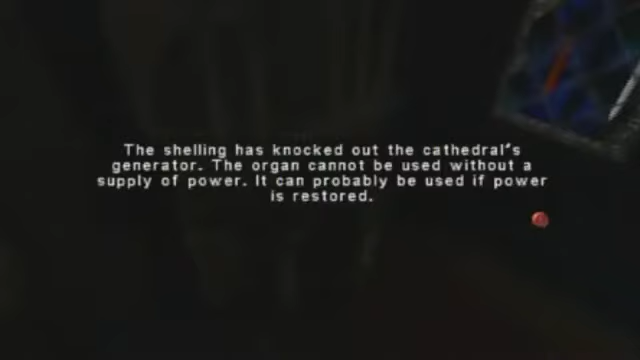 The shelling has knocked out the cathedral's
generator. The organ cannot be used without a
supply of power. It can probably be used if power
is restored.